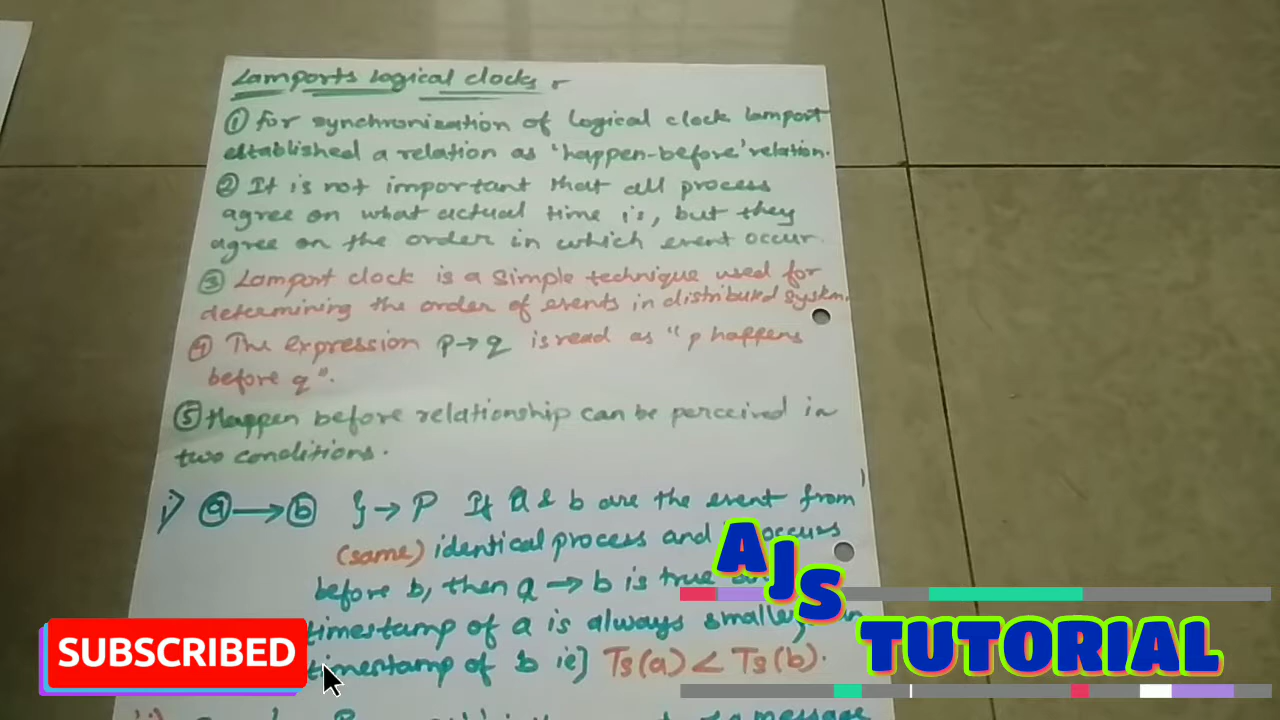 Lamports Logical clocks -
① for synchronization of Logical clock lamport
established a relation as 'happen-before' relation.
② It is not important that all process
agree on what actual time is, but they
agree on the order in which event occur.
③ Lamport clock is a simple technique used for
determining the order of events in distributed system.
④ The expression p→q is read as "p happens
before q".
⑤ Happen before relationship can be perceived in
two conditions.
i) ⓐ→ⓑ } → P If a & b are the event from
(same) identical process and occurs
before b, then a → b is true
timestamp of a is always smaller
timestamp of b ie] Ts(a) < Ts(b).
message
AJS
TUTORIAL
SUBSCRIBED